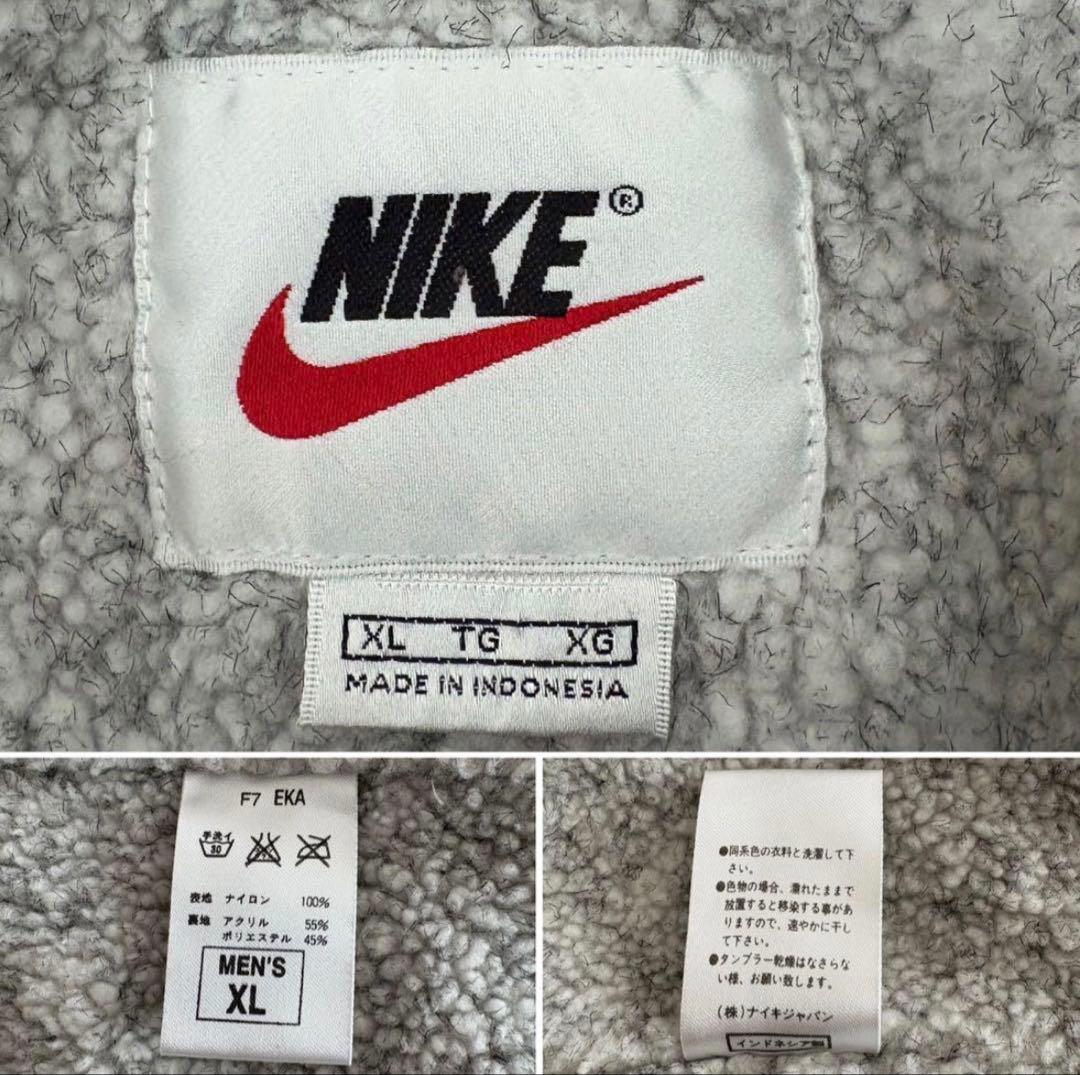 NIKE®
XL TG XG
MADE IN INDONESIA
F7 EKA
手洗イ
30
表地 ナイロン 100%
裏地 アクリル 55%
ポリエステル 45%
MEN'S
XL
●同系色の衣料と洗濯して下
さい。
●色物の場合、濡れたままで
放置すると移染する事があ
りますので、速やかに干し
て下さい。
●タンブラー乾燥はなさらな
い様、お願い致します。
(株)ナイキジャパン
インドネシア製